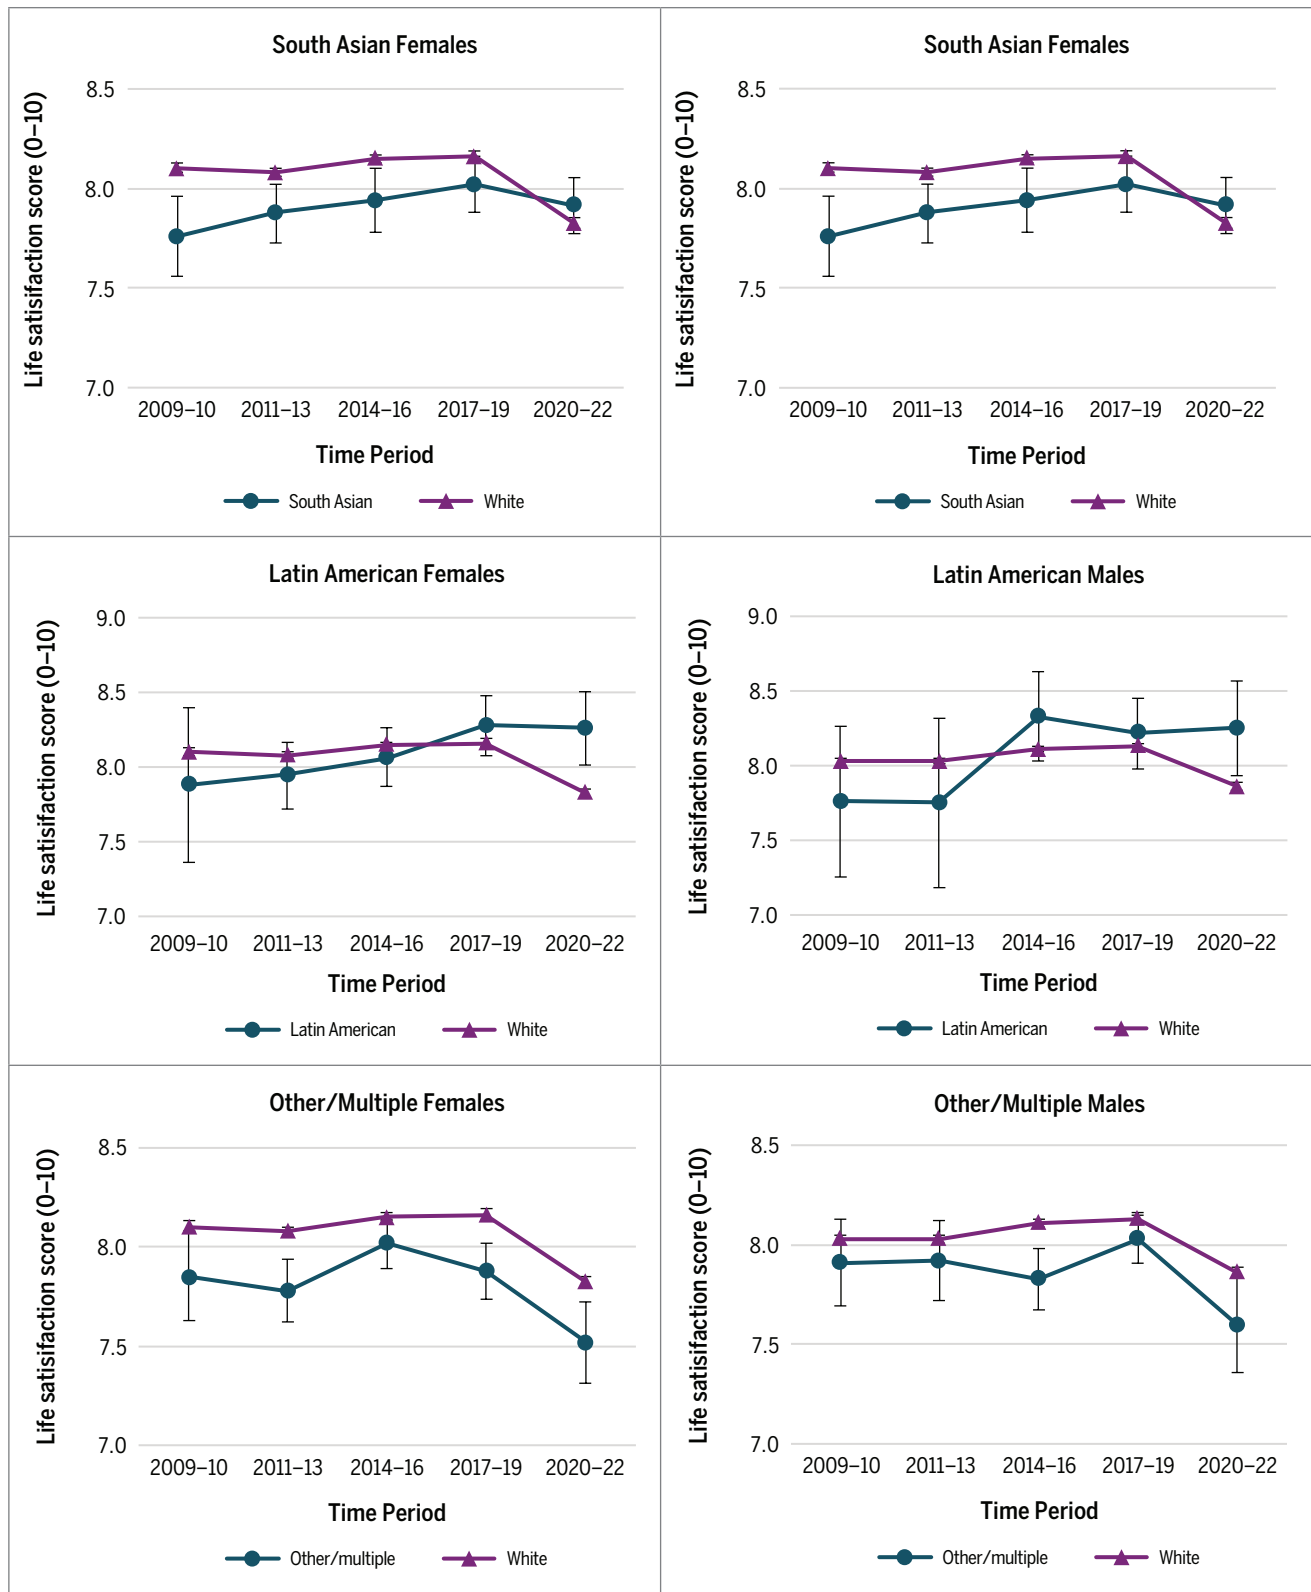 South Asian Females
Life satisifaction score (0–10)
8.5
8.0
7.5
7.0
2009–10 2011–13 2014–16 2017–19 2020–22
Time Period
South Asian White
South Asian Females
Life satisifaction score (0–10)
8.5
8.0
7.5
7.0
2009–10 2011–13 2014–16 2017–19 2020–22
Time Period
South Asian White
Latin American Females
Life satisifaction score (0–10)
9.0
8.5
8.0
7.5
7.0
2009–10 2011–13 2014–16 2017–19 2020–22
Time Period
Latin American White
Latin American Males
Life satisifaction score (0–10)
9.0
8.5
8.0
7.5
7.0
2009–10 2011–13 2014–16 2017–19 2020–22
Time Period
Latin American White
Other/Multiple Females
Life satisifaction score (0–10)
8.5
8.0
7.5
7.0
2009–10 2011–13 2014–16 2017–19 2020–22
Time Period
Other/multiple White
Other/Multiple Males
Life satisifaction score (0–10)
8.5
8.0
7.5
7.0
2009–10 2011–13 2014–16 2017–19 2020–22
Time Period
Other/multiple White